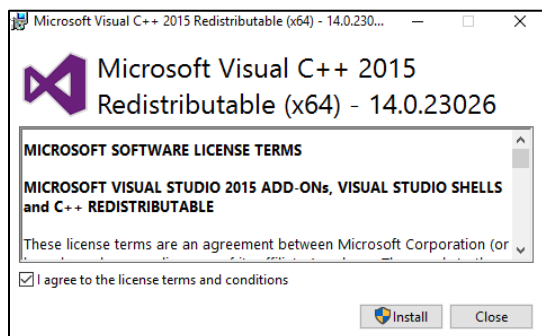 Microsoft Visual C++ 2015 Redistributable (x64) - 14.0.230...
Microsoft Visual C++ 2015
Redistributable (x64) - 14.0.23026
MICROSOFT SOFTWARE LICENSE TERMS
MICROSOFT VISUAL STUDIO 2015 ADD-ONs, VISUAL STUDIO SHELLS
and C++ REDISTRIBUTABLE
These license terms are an agreement between Microsoft Corporation (or
I agree to the license terms and conditions
Install
Close